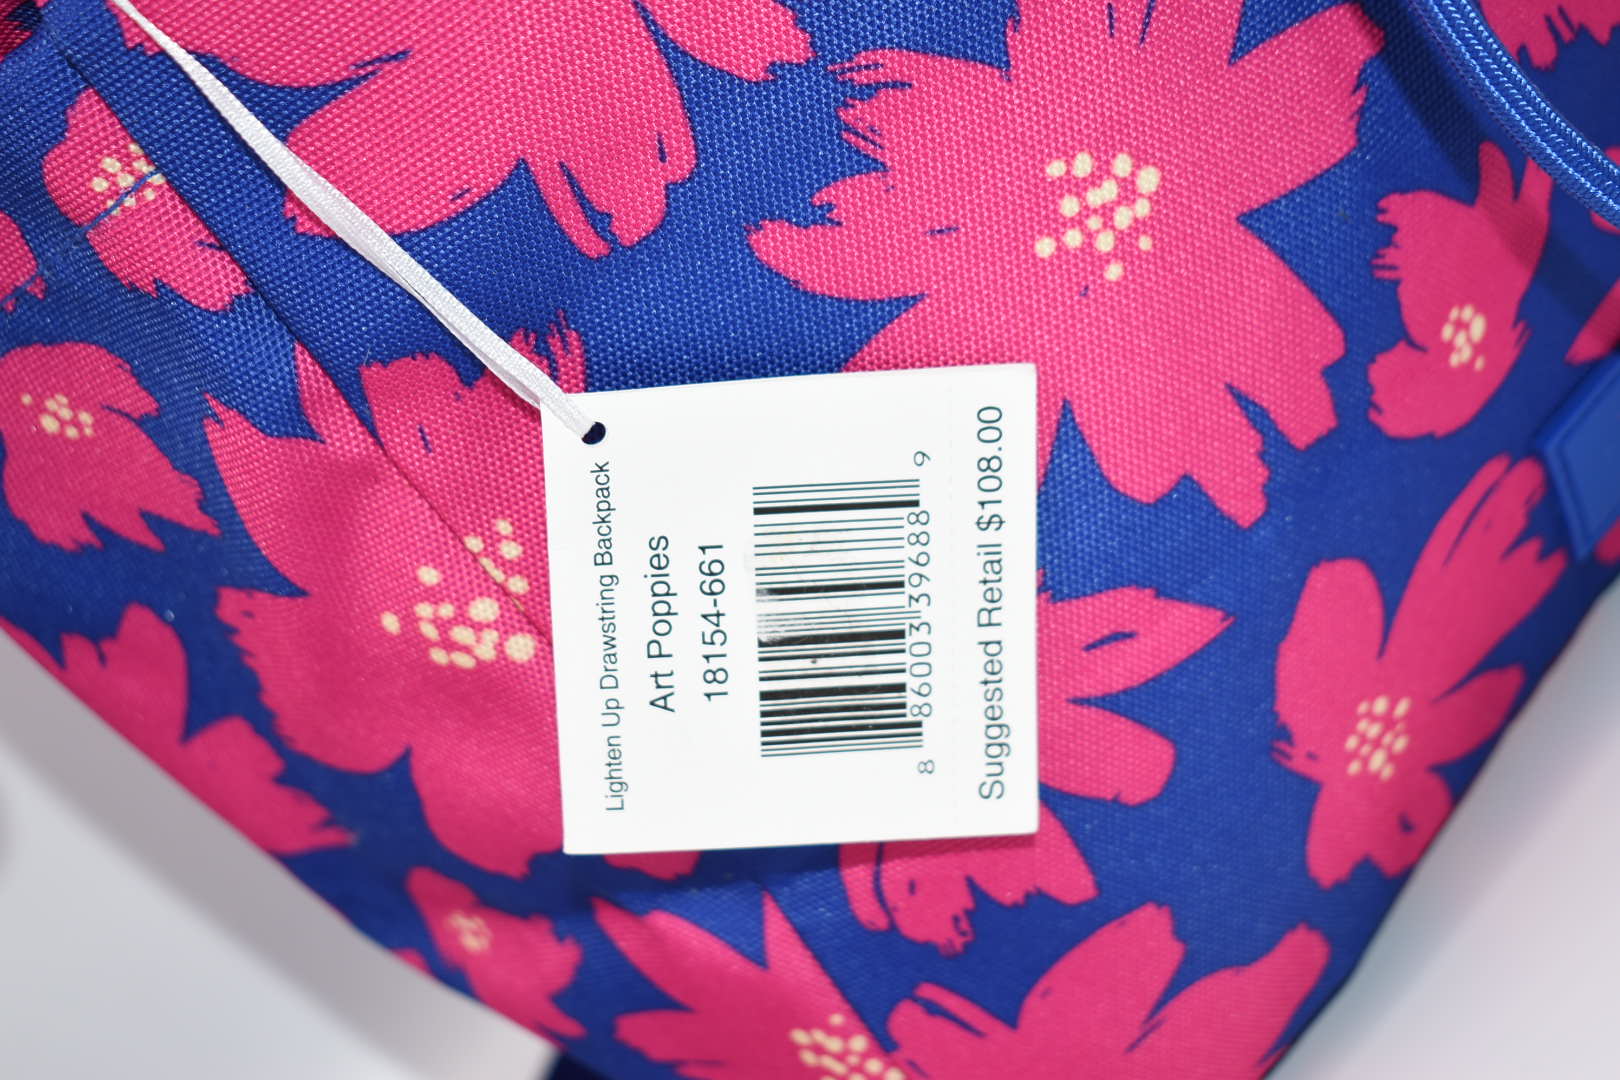 Lighten Up Drawstring Backpack
Art Poppies
18154-661
8 86003 39688 9
Suggested Retail $108.00